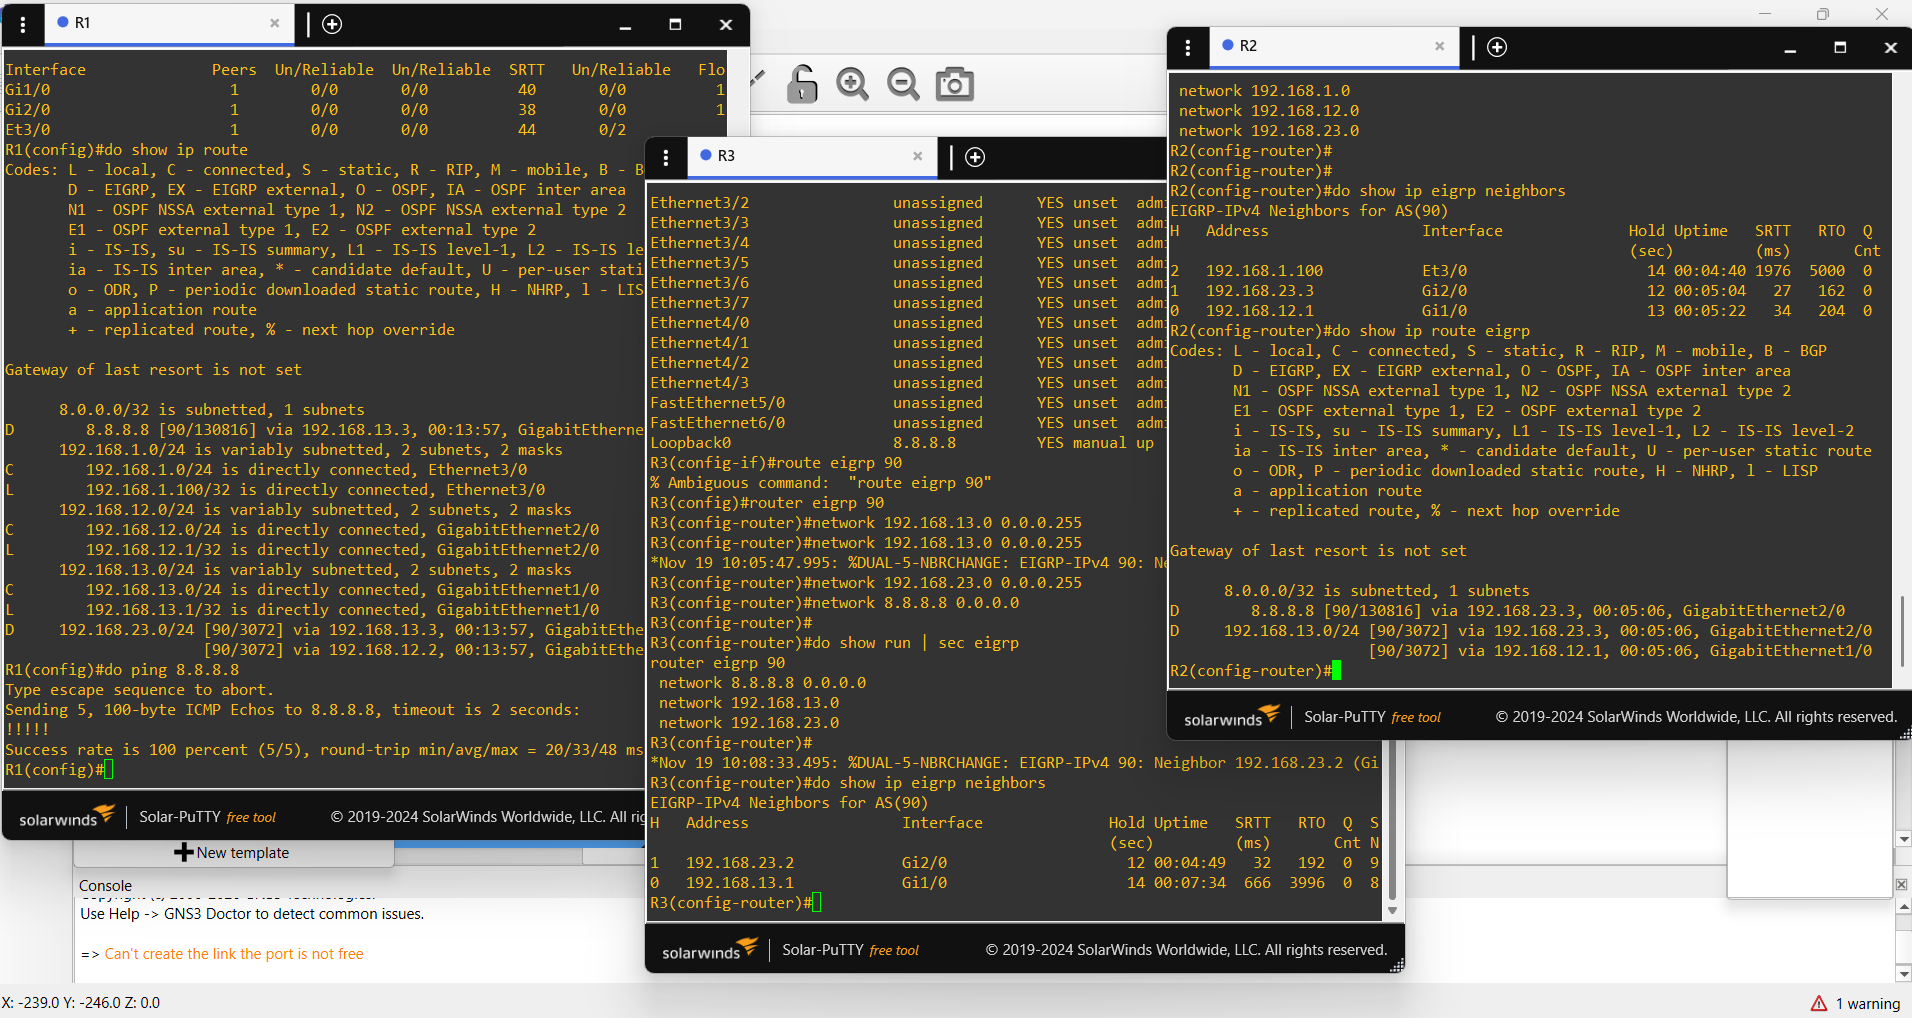 R1
Interface Peers Un/Reliable Un/Reliable SRTT Un/Reliable Flo
Gi1/0 1 0/0 0/0 40 0/0 1
Gi2/0 1 0/0 0/0 38 0/0 1
Et3/0 1 0/0 0/0 44 0/2
R1(config)#do show ip route
Codes: L - local, C - connected, S - static, R - RIP, M - mobile, B - B
D - EIGRP, EX - EIGRP external, O - OSPF, IA - OSPF inter area
N1 - OSPF NSSA external type 1, N2 - OSPF NSSA external type 2
E1 - OSPF external type 1, E2 - OSPF external type 2
i - IS-IS, su - IS-IS summary, L1 - IS-IS level-1, L2 - IS-IS le
ia - IS-IS inter area, * - candidate default, U - per-user stati
o - ODR, P - periodic downloaded static route, H - NHRP, l - LIS
a - application route
+ - replicated route, % - next hop override
Gateway of last resort is not set
8.0.0.0/32 is subnetted, 1 subnets
D 8.8.8.8 [90/130816] via 192.168.13.3, 00:13:57, GigabitEtherne
192.168.1.0/24 is variably subnetted, 2 subnets, 2 masks
C 192.168.1.0/24 is directly connected, Ethernet3/0
L 192.168.1.100/32 is directly connected, Ethernet3/0
192.168.12.0/24 is variably subnetted, 2 subnets, 2 masks
C 192.168.12.0/24 is directly connected, GigabitEthernet2/0
L 192.168.12.1/32 is directly connected, GigabitEthernet2/0
192.168.13.0/24 is variably subnetted, 2 subnets, 2 masks
C 192.168.13.0/24 is directly connected, GigabitEthernet1/0
L 192.168.13.1/32 is directly connected, GigabitEthernet1/0
D 192.168.23.0/24 [90/3072] via 192.168.13.3, 00:13:57, GigabitEthe
[90/3072] via 192.168.12.2, 00:13:57, GigabitEthe
R1(config)#do ping 8.8.8.8
Type escape sequence to abort.
Sending 5, 100-byte ICMP Echos to 8.8.8.8, timeout is 2 seconds:
!!!!!
Success rate is 100 percent (5/5), round-trip min/avg/max = 20/33/48 ms
R1(config)#
solarwinds Solar-PuTTY free tool © 2019-2024 SolarWinds Worldwide, LLC. All rig
R3
Ethernet3/2 unassigned YES unset adm
Ethernet3/3 unassigned YES unset adm
Ethernet3/4 unassigned YES unset adm
Ethernet3/5 unassigned YES unset adm
Ethernet3/6 unassigned YES unset adm
Ethernet3/7 unassigned YES unset adm
Ethernet4/0 unassigned YES unset adm
Ethernet4/1 unassigned YES unset adm
Ethernet4/2 unassigned YES unset adm
Ethernet4/3 unassigned YES unset adm
FastEthernet5/0 unassigned YES unset adm
FastEthernet6/0 unassigned YES unset adm
Loopback0 8.8.8.8 YES manual up
R3(config-if)#route eigrp 90
% Ambiguous command: "route eigrp 90"
R3(config)#router eigrp 90
R3(config-router)#network 192.168.13.0 0.0.0.255
R3(config-router)#network 192.168.13.0 0.0.0.255
*Nov 19 10:05:47.995: %DUAL-5-NBRCHANGE: EIGRP-IPv4 90: Ne
R3(config-router)#network 192.168.23.0 0.0.0.255
R3(config-router)#network 8.8.8.8 0.0.0.0
R3(config-router)#
R3(config-router)#do show run | sec eigrp
router eigrp 90
network 8.8.8.8 0.0.0.0
network 192.168.13.0
network 192.168.23.0
R3(config-router)#
*Nov 19 10:08:33.495: %DUAL-5-NBRCHANGE: EIGRP-IPv4 90: Neighbor 192.168.23.2 (Gi
R3(config-router)#do show ip eigrp neighbors
EIGRP-IPv4 Neighbors for AS(90)
H Address Interface Hold Uptime SRTT RTO Q S
(sec) (ms) Cnt N
1 192.168.23.2 Gi2/0 12 00:04:49 32 192 0 9
0 192.168.13.1 Gi1/0 14 00:07:34 666 3996 0 8
R3(config-router)#
solarwinds Solar-PuTTY free tool © 2019-2024 SolarWinds Worldwide, LLC. All rights reserved.
R2
network 192.168.1.0
network 192.168.12.0
network 192.168.23.0
R2(config-router)#
R2(config-router)#
R2(config-router)#do show ip eigrp neighbors
EIGRP-IPv4 Neighbors for AS(90)
H Address Interface Hold Uptime SRTT RTO Q
(sec) (ms) Cnt
2 192.168.1.100 Et3/0 14 00:04:40 1976 5000 0
1 192.168.23.3 Gi2/0 12 00:05:04 27 162 0
0 192.168.12.1 Gi1/0 13 00:05:22 34 204 0
R2(config-router)#do show ip route eigrp
Codes: L - local, C - connected, S - static, R - RIP, M - mobile, B - BGP
D - EIGRP, EX - EIGRP external, O - OSPF, IA - OSPF inter area
N1 - OSPF NSSA external type 1, N2 - OSPF NSSA external type 2
E1 - OSPF external type 1, E2 - OSPF external type 2
i - IS-IS, su - IS-IS summary, L1 - IS-IS level-1, L2 - IS-IS level-2
ia - IS-IS inter area, * - candidate default, U - per-user static route
o - ODR, P - periodic downloaded static route, H - NHRP, l - LISP
a - application route
+ - replicated route, % - next hop override
Gateway of last resort is not set
8.0.0.0/32 is subnetted, 1 subnets
D 8.8.8.8 [90/130816] via 192.168.23.3, 00:05:06, GigabitEthernet2/0
D 192.168.13.0/24 [90/3072] via 192.168.23.3, 00:05:06, GigabitEthernet2/0
[90/3072] via 192.168.12.1, 00:05:06, GigabitEthernet1/0
R2(config-router)#
solarwinds Solar-PuTTY free tool © 2019-2024 SolarWinds Worldwide, LLC. All rights reserved.
New template
Console
Use Help -> GNS3 Doctor to detect common issues.
=> Can't create the link the port is not free
X: -239.0 Y: -246.0 Z: 0.0
1 warning